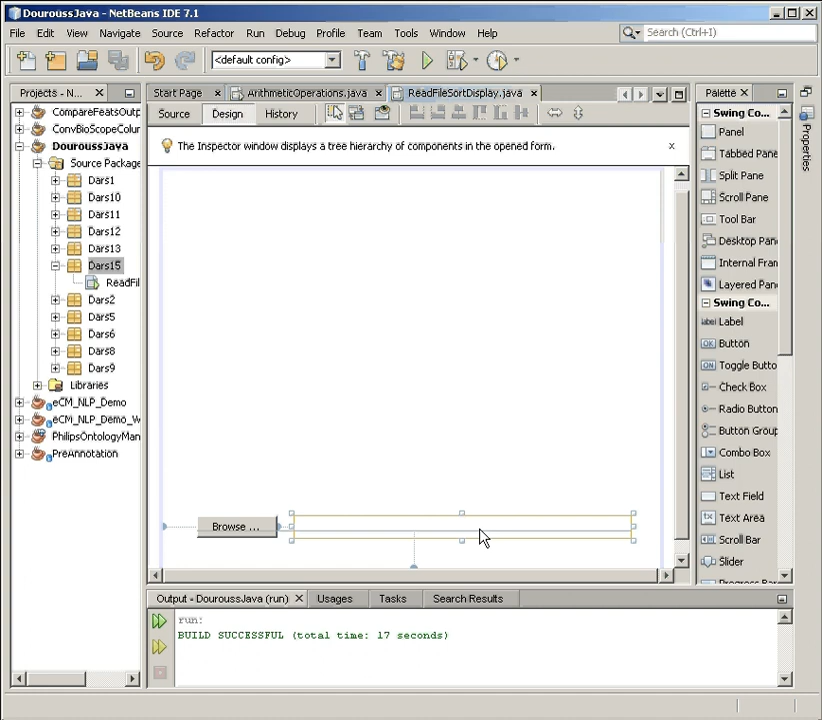 DouroussJava - NetBeans IDE 7.1
File Edit View Navigate Source Refactor Run Debug Profile Team Tools Window Help
Search (Ctrl+I)
<default config>
Projects - N...
Start Page
ArithmeticOperations.java
ReadFileSortDisplay.java
Palette
Source Design History
The Inspector window displays a tree hierarchy of components in the opened form.
x
CompareFeatsOutp
ConvBioScopeColum
DouroussJava
Source Package
Dars1
Dars10
Dars11
Dars12
Dars13
Dars15
ReadFil
Dars2
Dars5
Dars6
Dars8
Dars9
Libraries
eCM_NLP_Demo
eCM_NLP_Demo_W
PhilipsOntologyMan
PreAnnotation
Browse ...
Swing Co...
Panel
Tabbed Pane
Split Pane
Scroll Pane
Tool Bar
Desktop Pane
Internal Fran
Layered Pane
Swing Co...
label Label
OK Button
ON Toggle Butto
Check Box
Radio Button
Button Group
Combo Box
List
Text Field
Text Area
Scroll Bar
Slider
Properties
Output - DouroussJava (run)
Usages
Tasks
Search Results
run:
BUILD SUCCESSFUL (total time: 17 seconds)